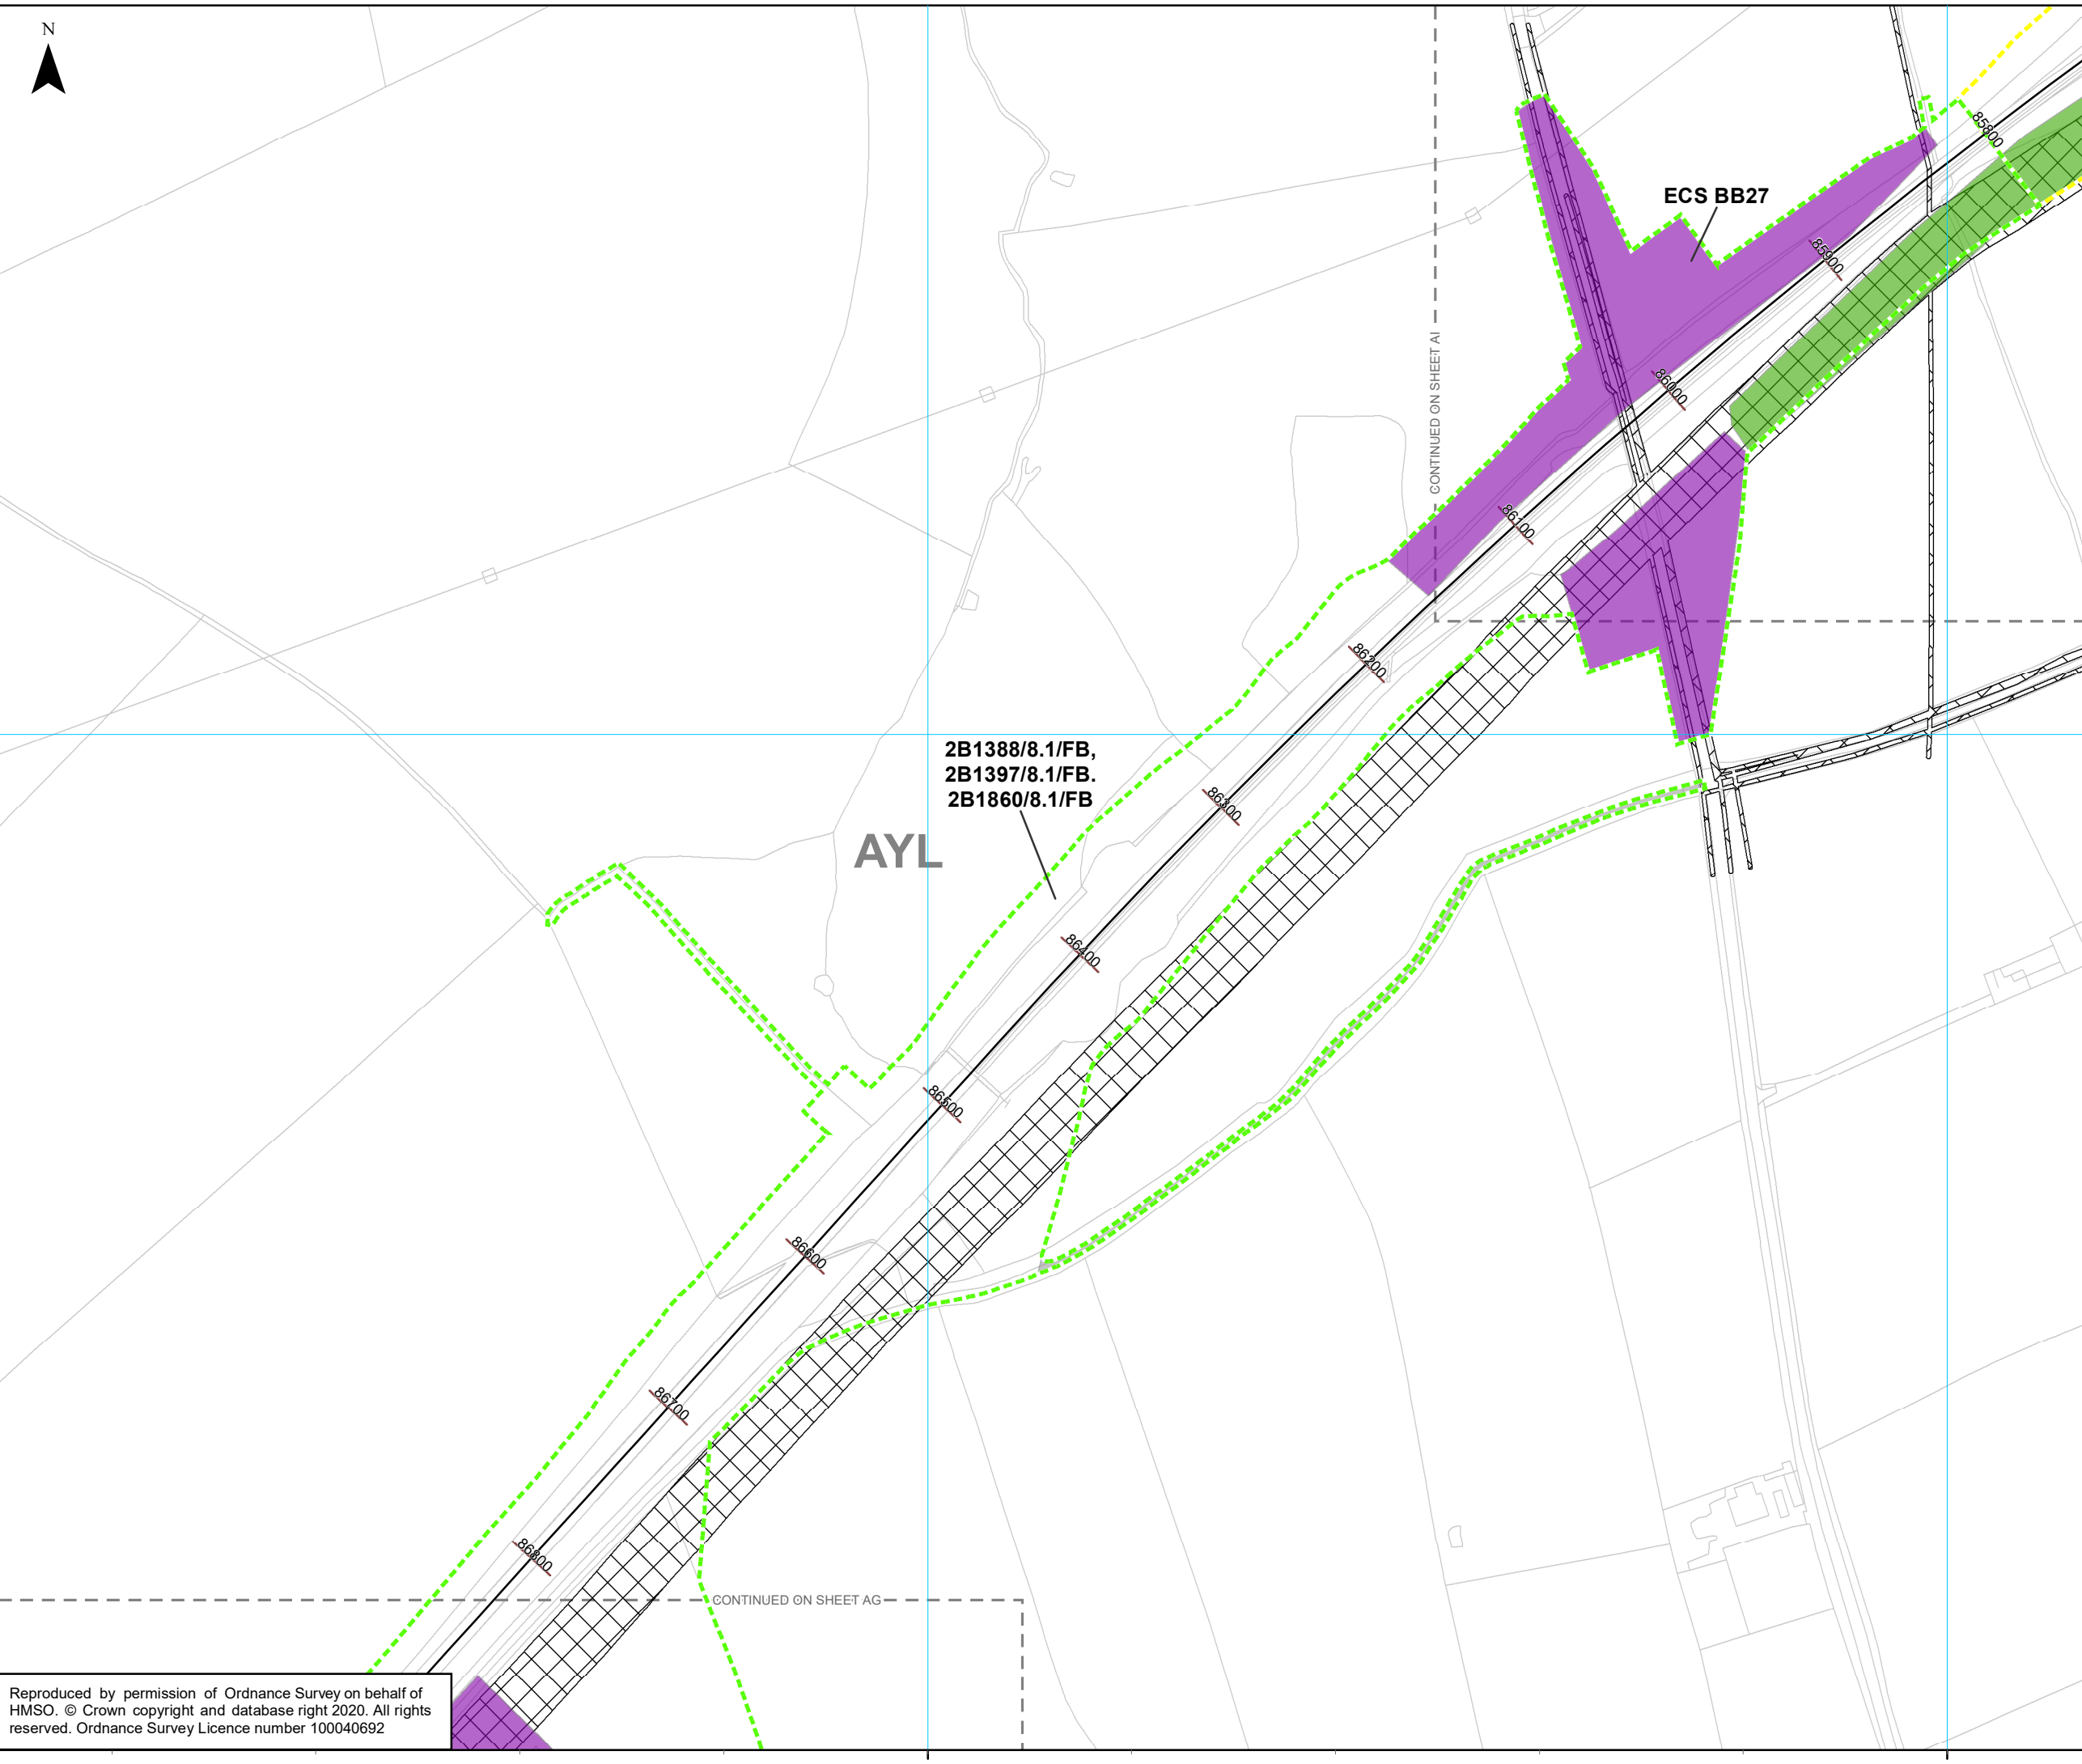 N
85800
ECS BB27
85900
CONTINUED ON SHEET AI
86000
86100
86200
2B1388/8.1/FB,
2B1397/8.1/FB.
2B1860/8.1/FB
86300
AYL
86400
86500
86600
86700
86800
CONTINUED ON SHEET AG
Reproduced by permission of Ordnance Survey on behalf of
HMSO. © Crown copyright and database right 2020. All rights
reserved. Ordnance Survey Licence number 100040692